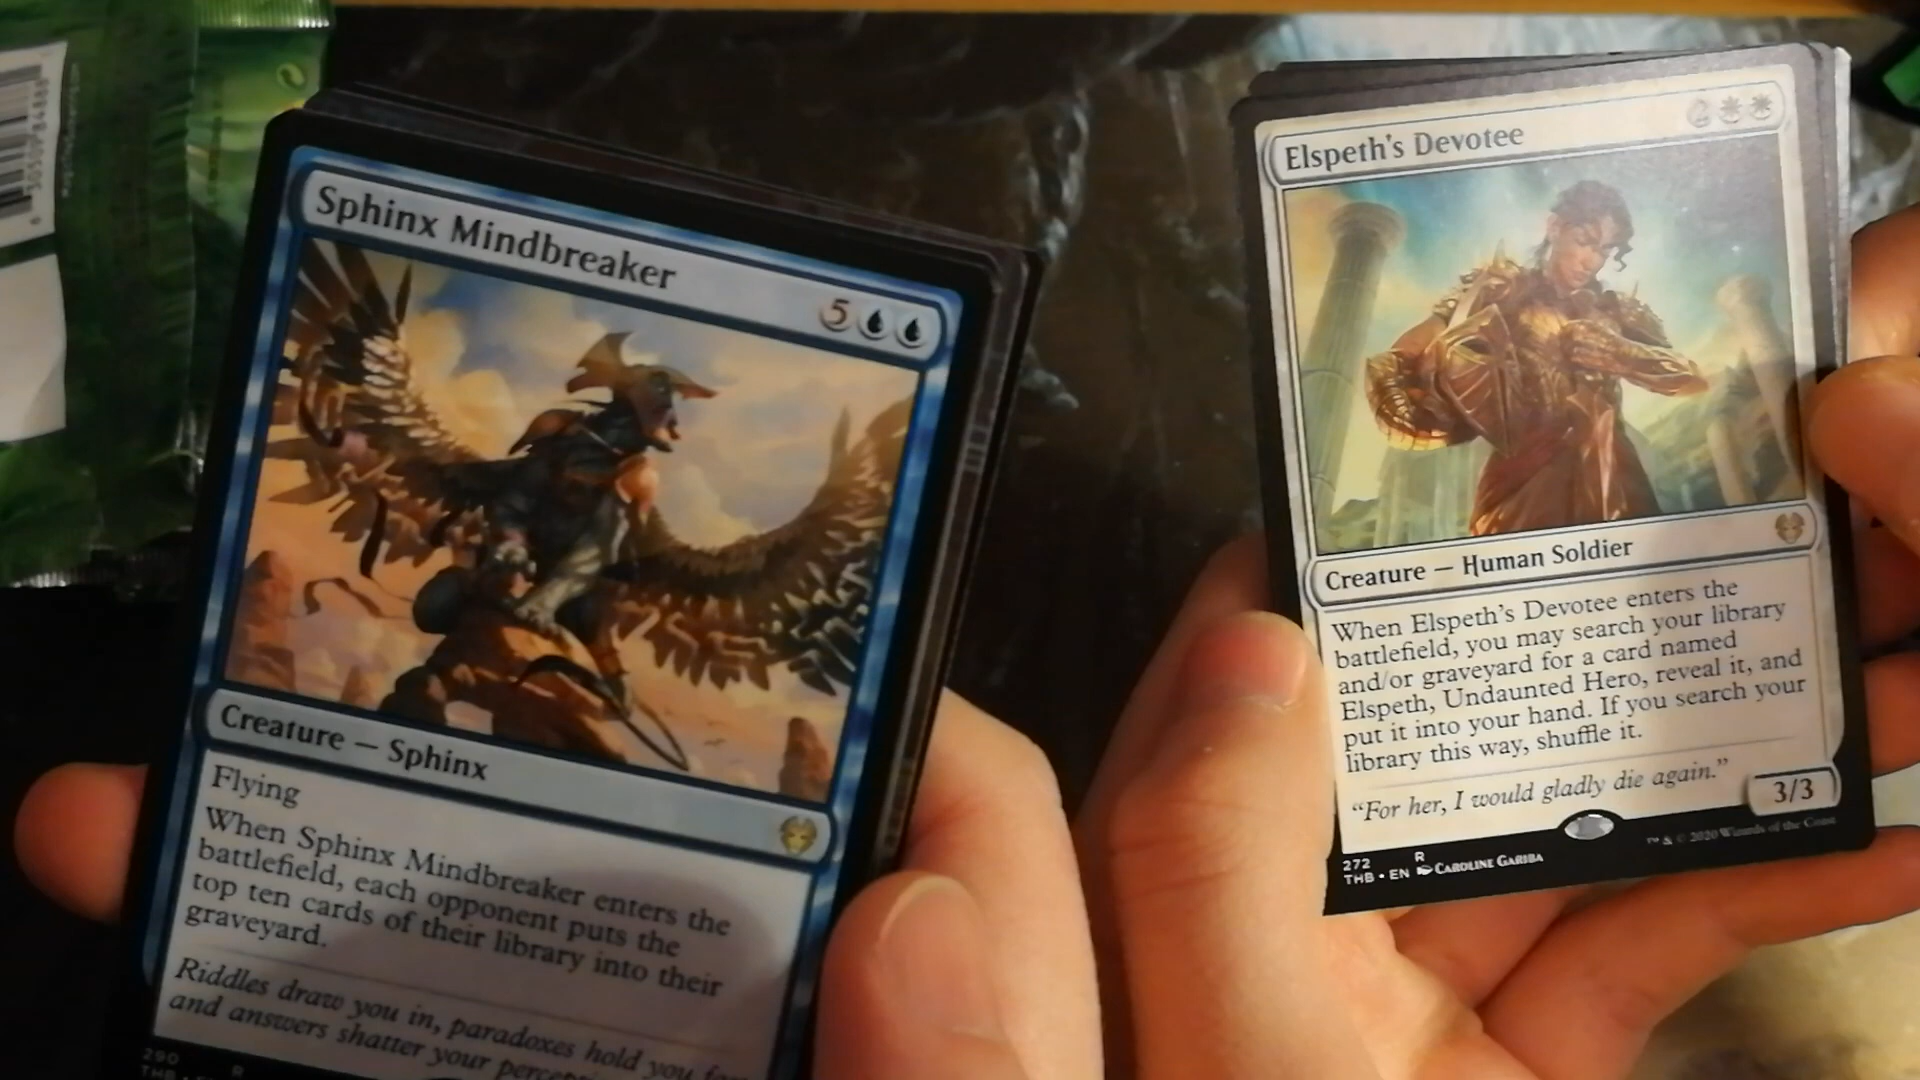 Sphinx Mindbreaker
5
Creature — Sphinx
Flying
When Sphinx Mindbreaker enters the
battlefield, each opponent puts the
top ten cards of their library into their
graveyard.
Riddles draw you in, paradoxes hold you
and answers shatter your
290 R
THB
Elspeth's Devotee
2
Creature — Human Soldier
When Elspeth's Devotee enters the
battlefield, you may search your library
and/or graveyard for a card named
Elspeth, Undaunted Hero, reveal it, and
put it into your hand. If you search your
library this way, shuffle it.
"For her, I would gladly die again."
3/3
272 R
THB • EN CAROLINE GARIBA
™ & © 2020 Wizards of the Coast